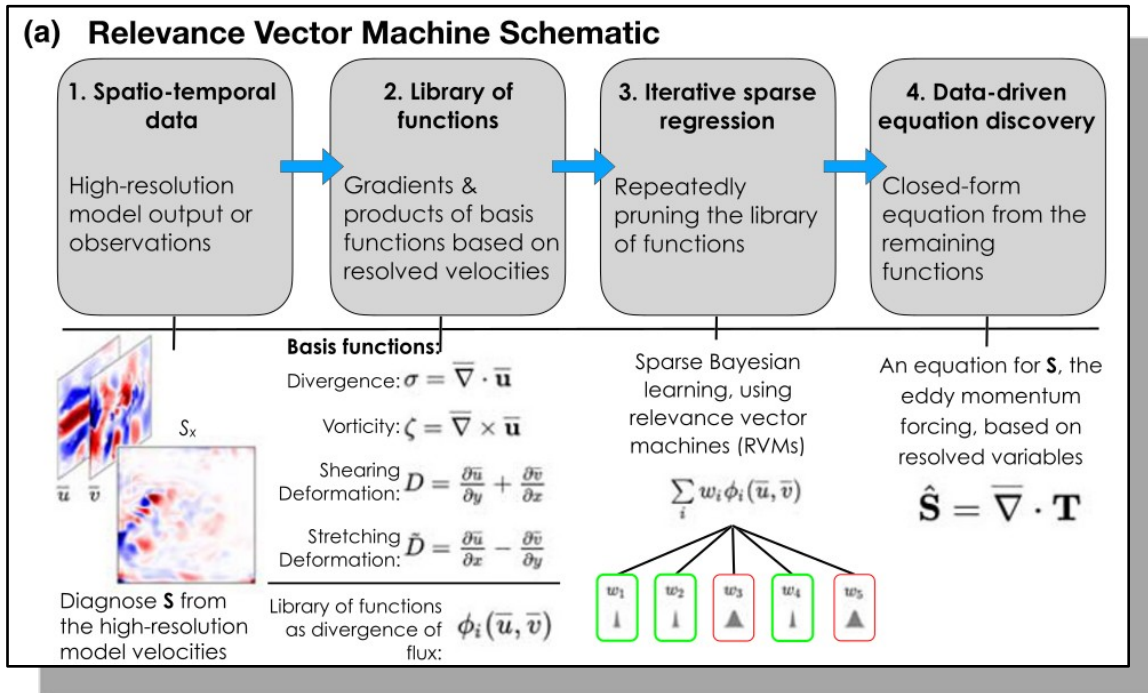 (a) Relevance Vector Machine Schematic
1. Spatio-temporal
data
High-resolution
model output or
observations
2. Library of
functions
Gradients &
products of basis
functions based on
resolved velocities
3. Iterative sparse
regression
Repeatedly
pruning the library
of functions
4. Data-driven
equation discovery
Closed-form
equation from the
remaining
functions
S_x
u̅ v̅
Diagnose S from
the high-resolution
model velocities
Basis functions:
Divergence: σ = ∇̅ · u̅
Vorticity: ζ = ∇̅ × u̅
Shearing
Deformation: D = ∂u̅/∂y + ∂v̅/∂x
Stretching
Deformation: D̃ = ∂u̅/∂x − ∂v̅/∂y
Library of functions
as divergence of
flux: ϕ_i(u̅, v̅)
Sparse Bayesian
learning, using
relevance vector
machines (RVMs)
∑_i w_i ϕ_i(u̅, v̅)
w₁ w₂ w₃ w₄ w₅
An equation for S, the
eddy momentum
forcing, based on
resolved variables
Ŝ = ∇̅ · T